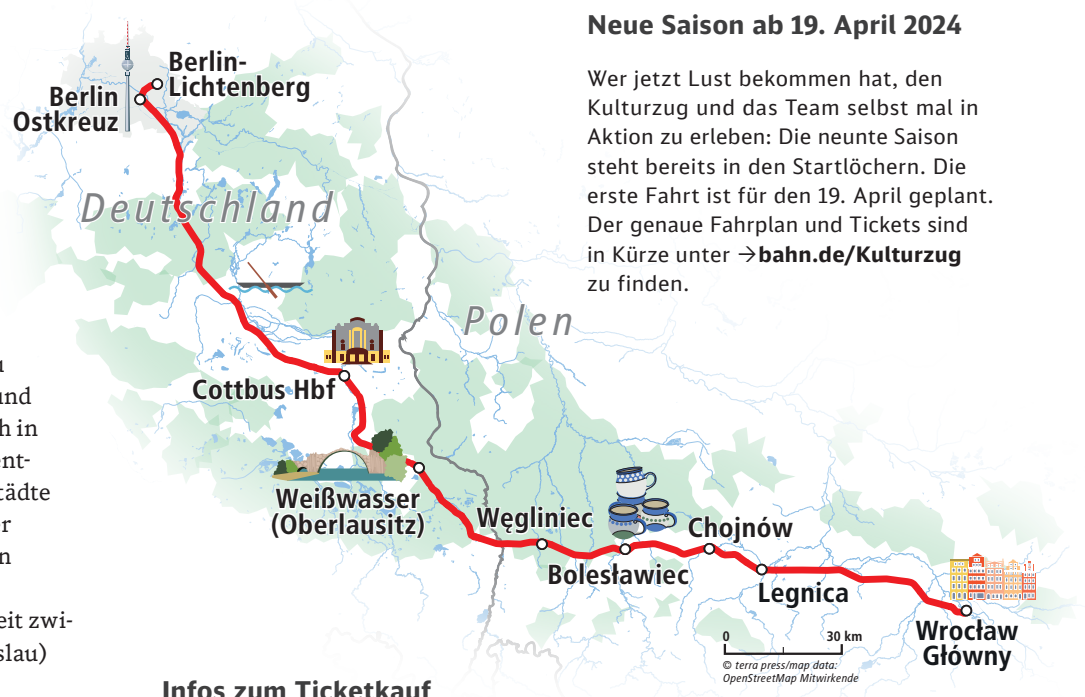 Neue Saison ab 19. April 2024
Wer jetzt Lust bekommen hat, den
Kulturzug und das Team selbst mal in
Aktion zu erleben: Die neunte Saison
steht bereits in den Startlöchern. Die
erste Fahrt ist für den 19. April geplant.
Der genaue Fahrplan und Tickets sind
in Kürze unter →bahn.de/Kulturzug
zu finden.
Berlin-
Lichtenberg
Berlin
Ostkreuz
Deutschland
Polen
Cottbus Hbf
Weißwasser
(Oberlausitz)
Węgliniec
Bolesławiec
Chojnów
Legnica
Wrocław
Główny
0 30 km
© terra press/map data:
OpenStreetMap Mitwirkende
und
h in
ent-
tädte
er
n
eit zwi-
slau)
Infos zum Ticketkauf